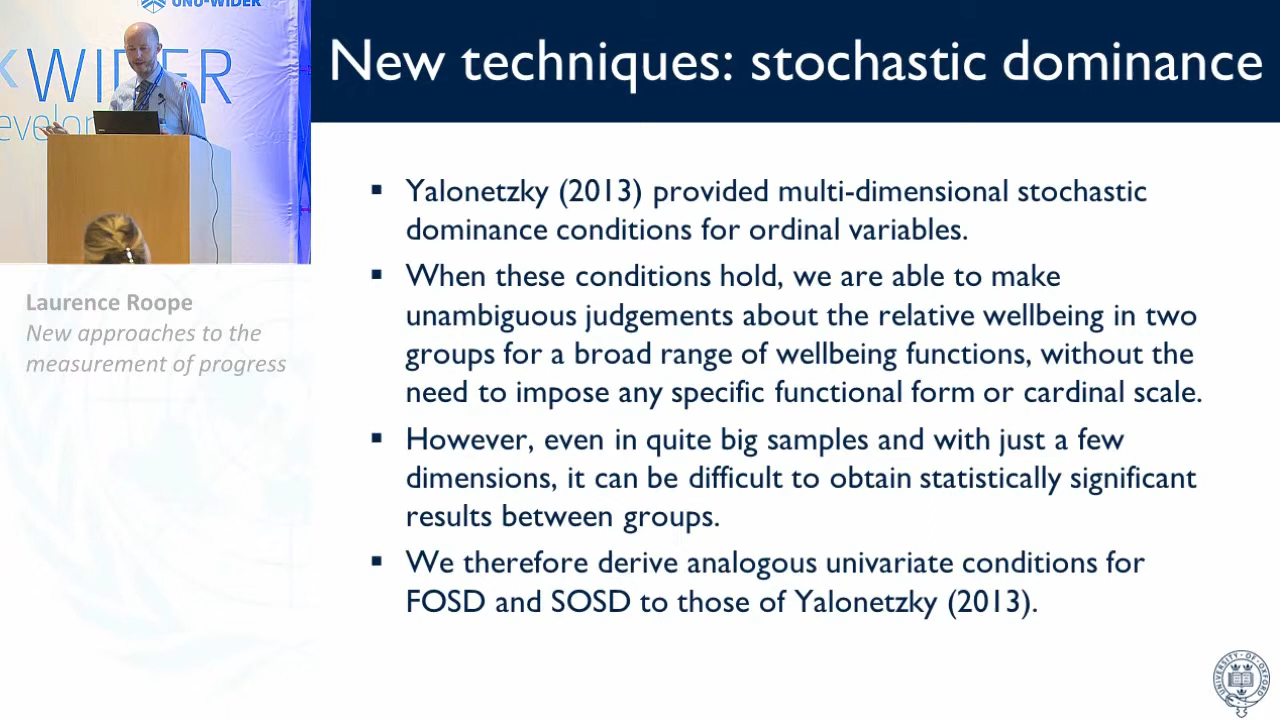 UNU-WIDER
WIDER
New techniques: stochastic dominance
▪ Yalonetzky (2013) provided multi-dimensional stochastic
dominance conditions for ordinal variables.
▪ When these conditions hold, we are able to make
unambiguous judgements about the relative wellbeing in two
groups for a broad range of wellbeing functions, without the
need to impose any specific functional form or cardinal scale.
▪ However, even in quite big samples and with just a few
dimensions, it can be difficult to obtain statistically significant
results between groups.
▪ We therefore derive analogous univariate conditions for
FOSD and SOSD to those of Yalonetzky (2013).
Laurence Roope
New approaches to the
measurement of progress
UNIVERSITY OF OXFORD